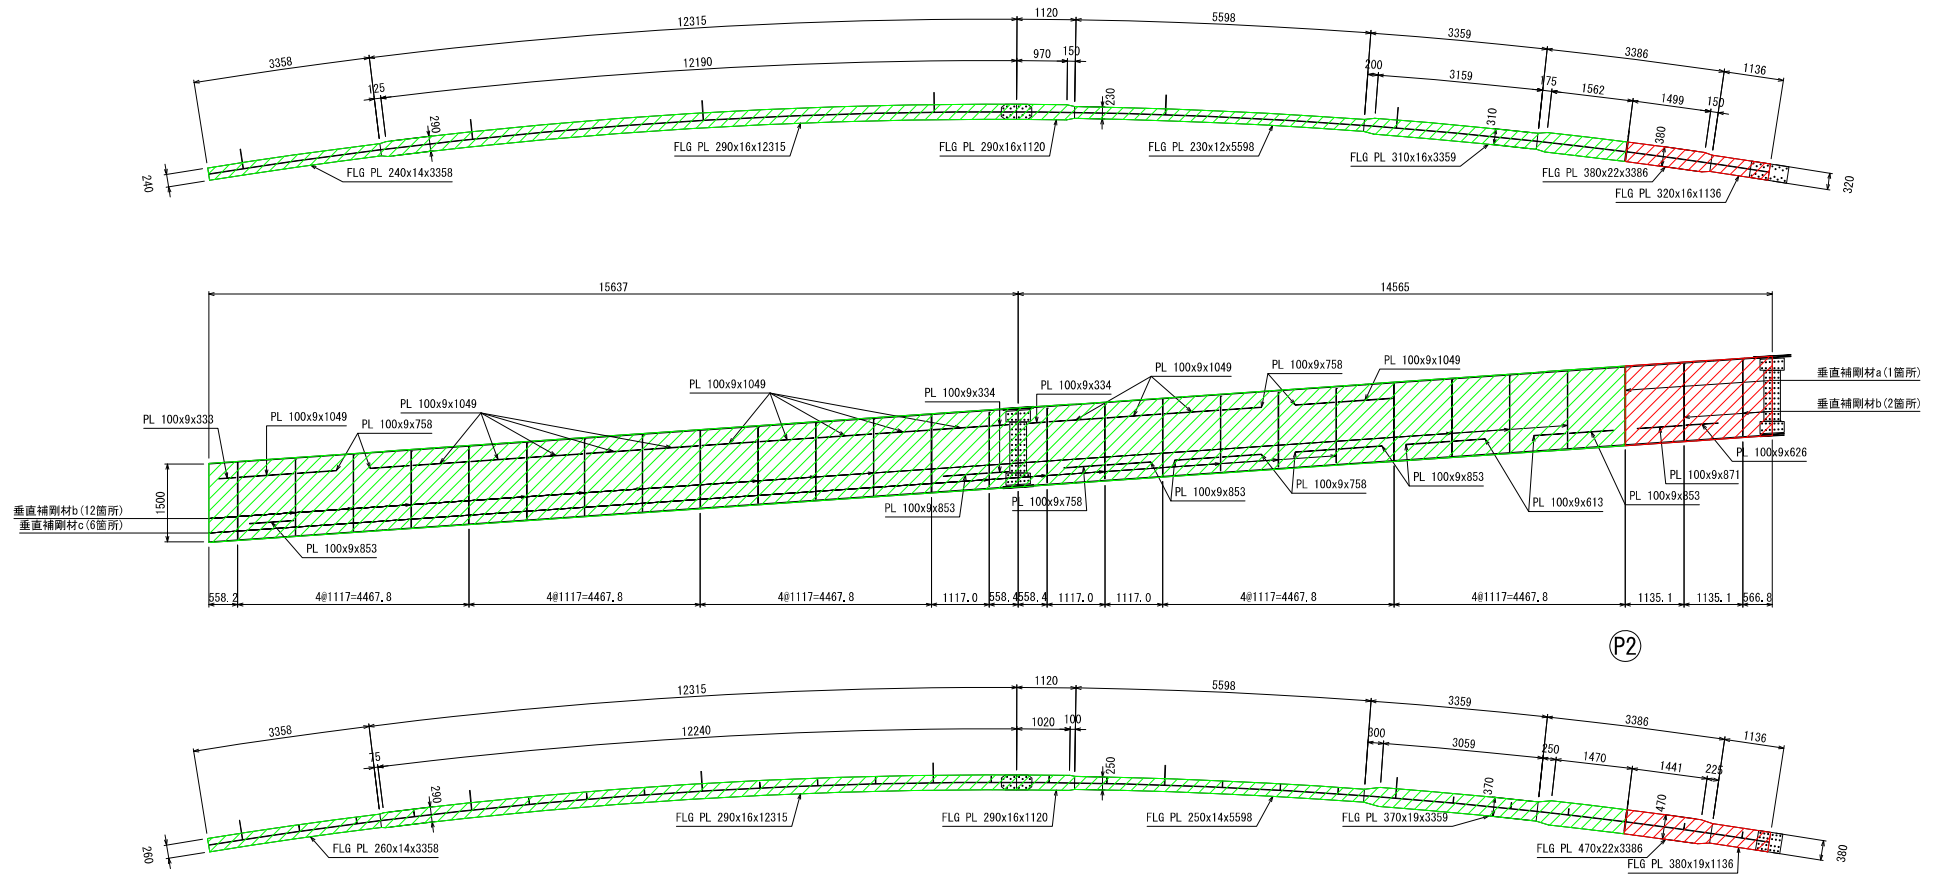 12315
1120
5598
3359
3386
1136
3358
12190
970
150
200
3159
175
1562
1499
150
125
290
230
310
380
240
320
FLG PL 240x14x3358
FLG PL 290x16x12315
FLG PL 290x16x1120
FLG PL 230x12x5598
FLG PL 310x16x3359
FLG PL 380x22x3386
FLG PL 320x16x1136
15637
14565
PL 100x9x333
PL 100x9x1049
PL 100x9x758
PL 100x9x1049
PL 100x9x1049
PL 100x9x334
PL 100x9x334
PL 100x9x1049
PL 100x9x758
PL 100x9x1049
垂直補剛材a(1箇所)
垂直補剛材b(2箇所)
1500
垂直補剛材b(12箇所)
垂直補剛材c(6箇所)
PL 100x9x853
PL 100x9x853
PL 100x9x758
PL 100x9x853
PL 100x9x758
PL 100x9x853
PL 100x9x613
PL 100x9x853
PL 100x9x871
PL 100x9x626
558.2
4@1117=4467.8
4@1117=4467.8
4@1117=4467.8
1117.0
558.4
558.4
1117.0
1117.0
4@1117=4467.8
4@1117=4467.8
1135.1
1135.1
566.8
P2
12315
1120
5598
3359
3386
1136
3358
12240
1020
100
300
3059
250
1470
1441
225
75
290
250
370
470
260
380
FLG PL 260x14x3358
FLG PL 290x16x12315
FLG PL 290x16x1120
FLG PL 250x14x5598
FLG PL 370x19x3359
FLG PL 470x22x3386
FLG PL 380x19x1136